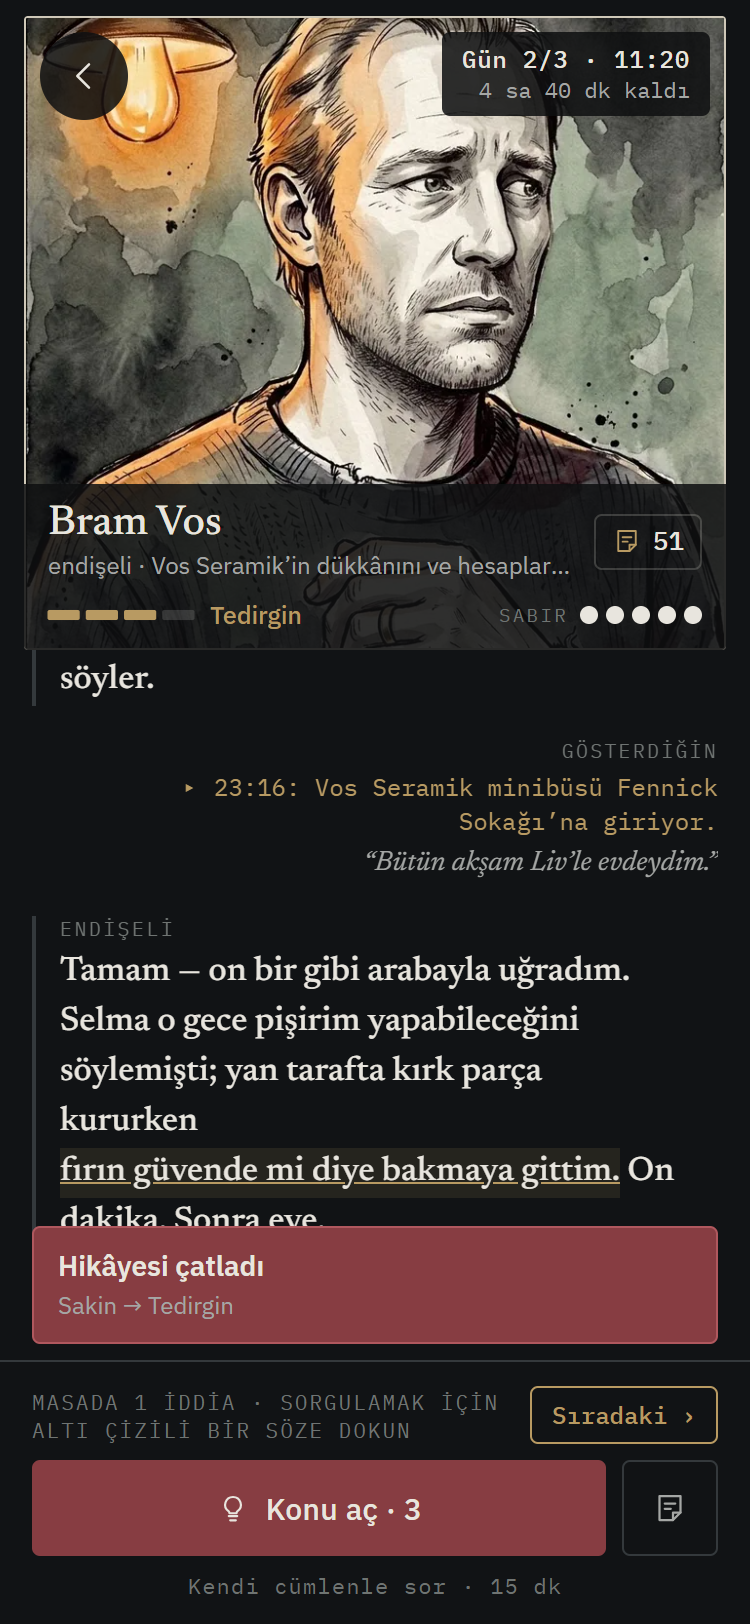 Gün 2/3 · 11:20
4 sa 40 dk kaldı
Bram Vos
endişeli · Vos Seramik’in dükkânını ve hesaplar…
51
Tedirgin
SABIR
söyler.
GÖSTERDİĞİN
▸ 23:16: Vos Seramik minibüsü Fennick
Sokağı’na giriyor.
“Bütün akşam Liv’le evdeydim.”
ENDİŞELİ
Tamam — on bir gibi arabayla uğradım.
Selma o gece pişirim yapabileceğini
söylemişti; yan tarafta kırk parça
kururken
fırın güvende mi diye bakmaya gittim. On
dakika. Sonra eve.
Hikâyesi çatladı
Sakin → Tedirgin
MASADA 1 İDDİA · SORGULAMAK İÇİN
ALTI ÇİZİLİ BİR SÖZE DOKUN
Sıradaki ›
Konu aç · 3
Kendi cümlenle sor · 15 dk